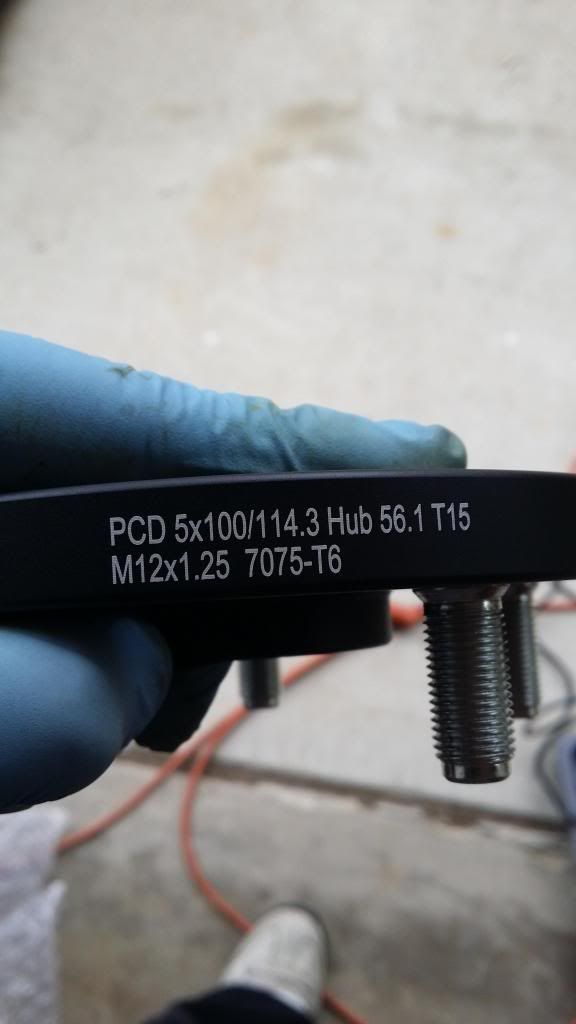 PCD 5x100/114.3 Hub 56.1 T15
M12x1.25 7075-T6